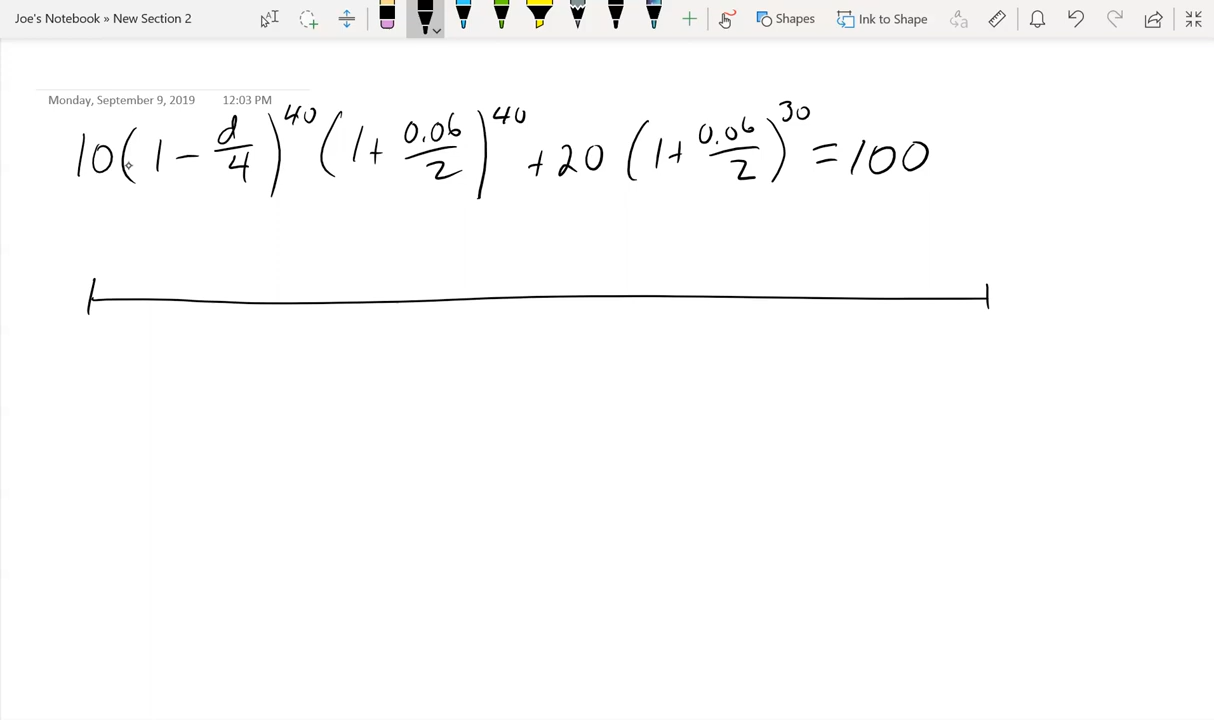 Joe's Notebook » New Section 2
Shapes
Ink to Shape
Monday, September 9, 2019 12:03 PM
10(1 - d/4)^40 (1 + 0.06/2)^40 + 20 (1 + 0.06/2)^30 = 100